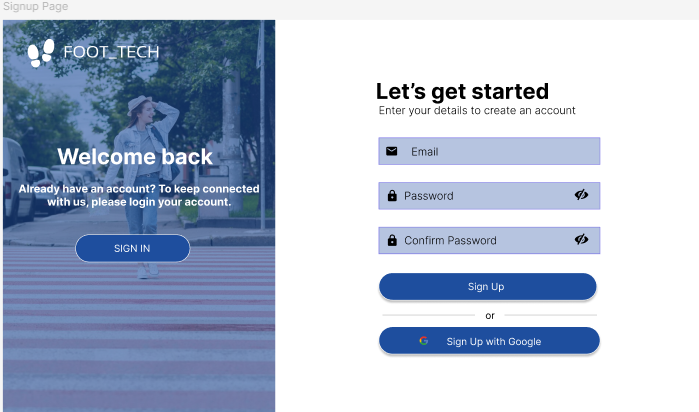 Signup Page
FOOT_TECH
Welcome back
Already have an account? To keep connected
with us, please login your account.
SIGN IN
Let's get started
Enter your details to create an account
Email
Password
Confirm Password
Sign Up
or
Sign Up with Google